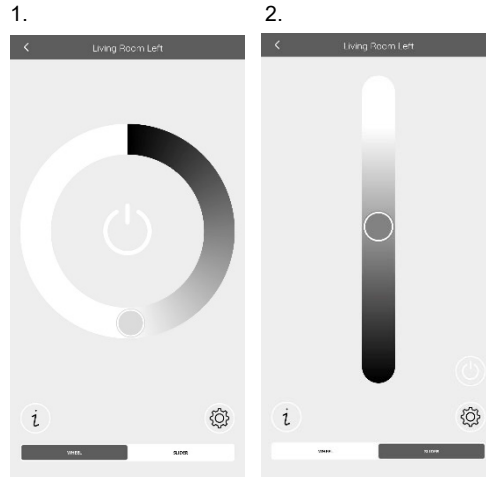 1.
2.
Living Room Left
Living Room Left
i
i
WHEEL
SLIDER
WHEEL
SLIDER